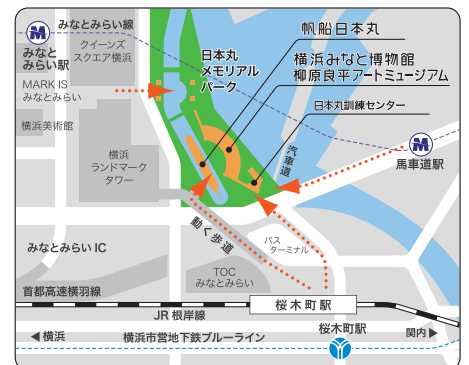 みなとみらい線
帆船日本丸
M
みなと
みらい駅
クイーンズ
スクエア横浜
日本丸
メモリアル
パーク
横浜みなと博物館
柳原良平アートミュージアム
MARK IS
みなとみらい
日本丸訓練センター
横浜美術館
汽車道
M
馬車道駅
横浜
ランドマーク
タワー
動く歩道
バス
ターミナル
みなとみらいIC
TOC
みなとみらい
首都高速横羽線
桜木町駅
JR 根岸線
桜木町駅
横浜
横浜市営地下鉄ブルーライン
関内